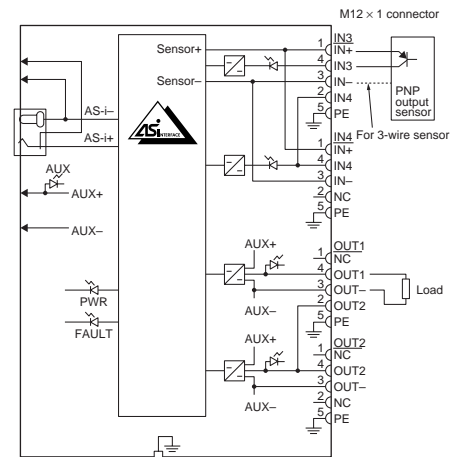 M12 × 1 connector
Sensor+
Sensor–
AS-i–
AS-i+
ASi
INTERFACE
AUX
AUX+
AUX–
PWR
FAULT
IN3
1 IN+
4 IN3
3 IN–
2 IN4
5 PE
PNP
output
sensor
For 3-wire sensor
IN4
1 IN+
4 IN4
3 IN–
2 NC
5 PE
AUX+
AUX–
OUT1
1 NC
4 OUT1
3 OUT–
2 OUT2
5 PE
Load
AUX+
AUX–
OUT2
1 NC
4 OUT2
3 OUT–
2 NC
5 PE